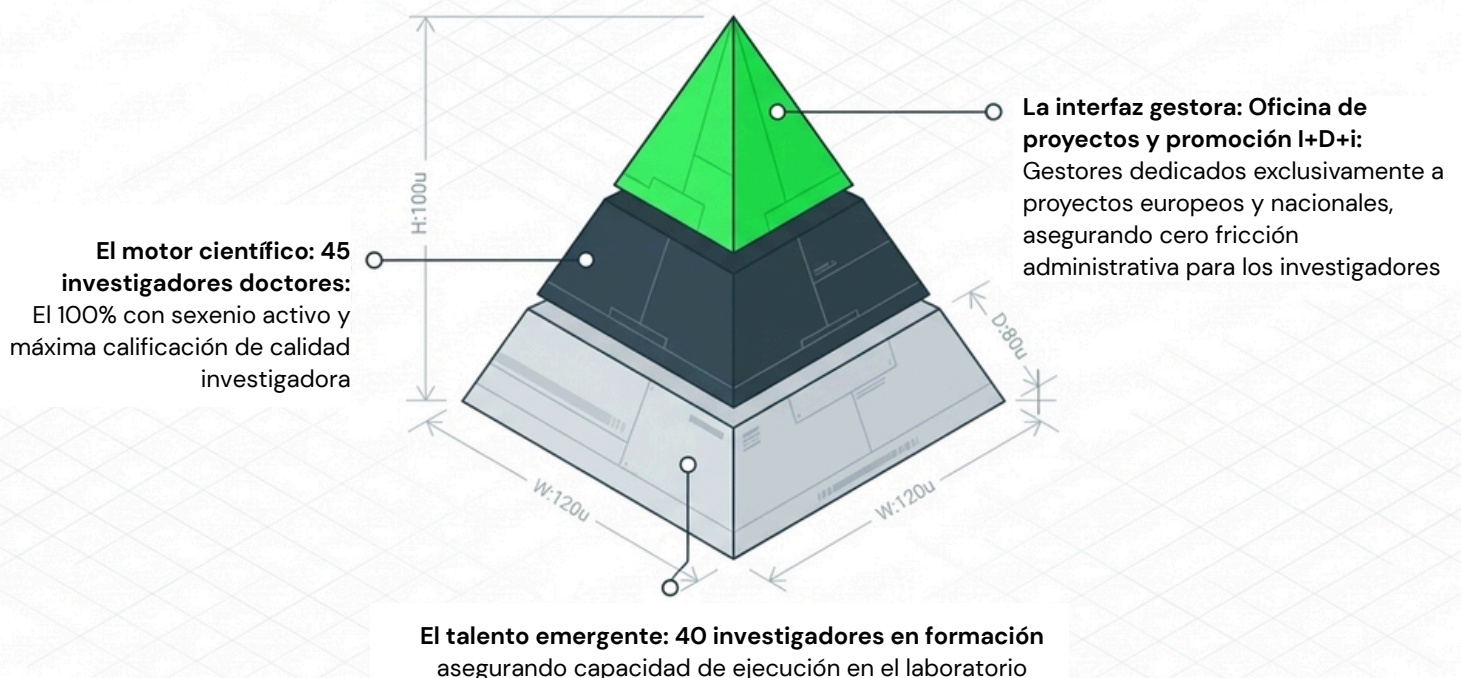 H:100u
La interfaz gestora: Oficina de
proyectos y promoción I+D+i:
Gestores dedicados exclusivamente a
proyectos europeos y nacionales,
asegurando cero fricción
administrativa para los investigadores
El motor científico: 45
investigadores doctores:
El 100% con sexenio activo y
máxima calificación de calidad
investigadora
D:80u
W:120u
W:120u
El talento emergente: 40 investigadores en formación
asegurando capacidad de ejecución en el laboratorio